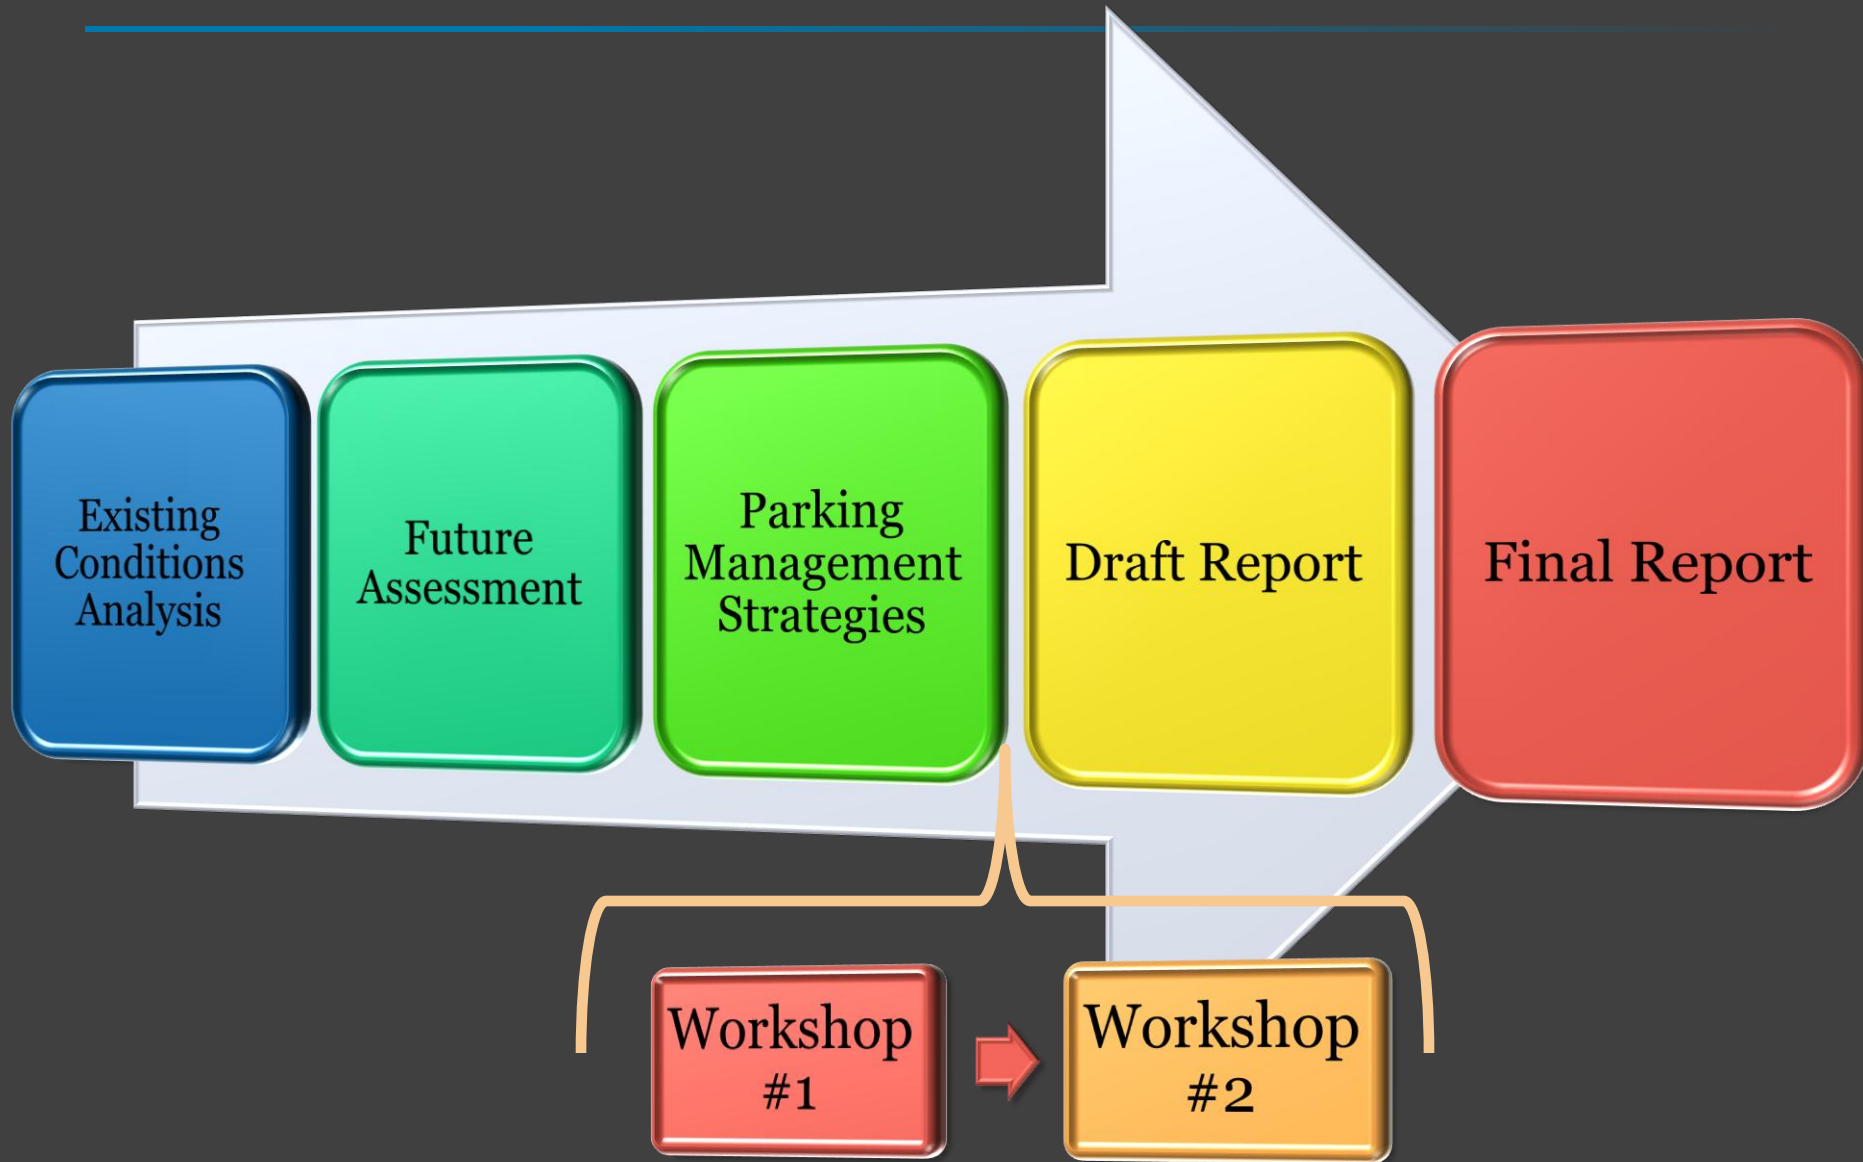 Existing
Conditions
Analysis
Future
Assessment
Parking
Management
Strategies
Draft Report
Final Report
Workshop
#1
Workshop
#2